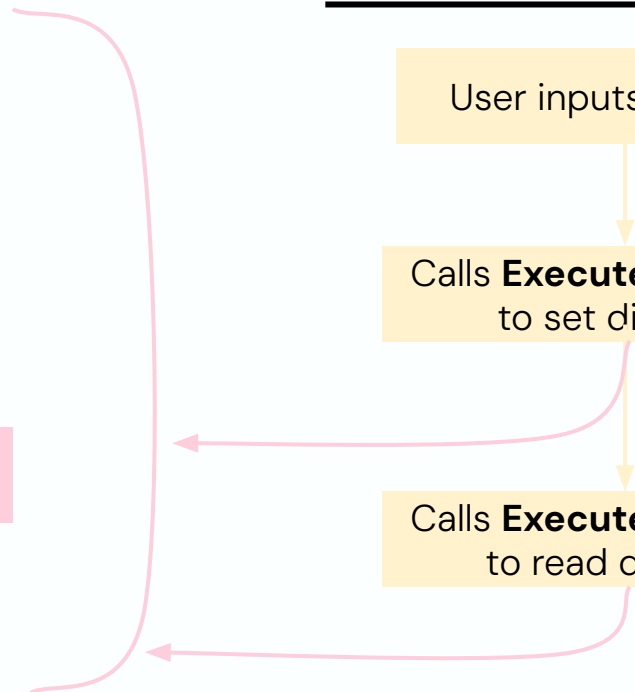 User inputs
Calls Execute
to set di
Calls Execute
to read